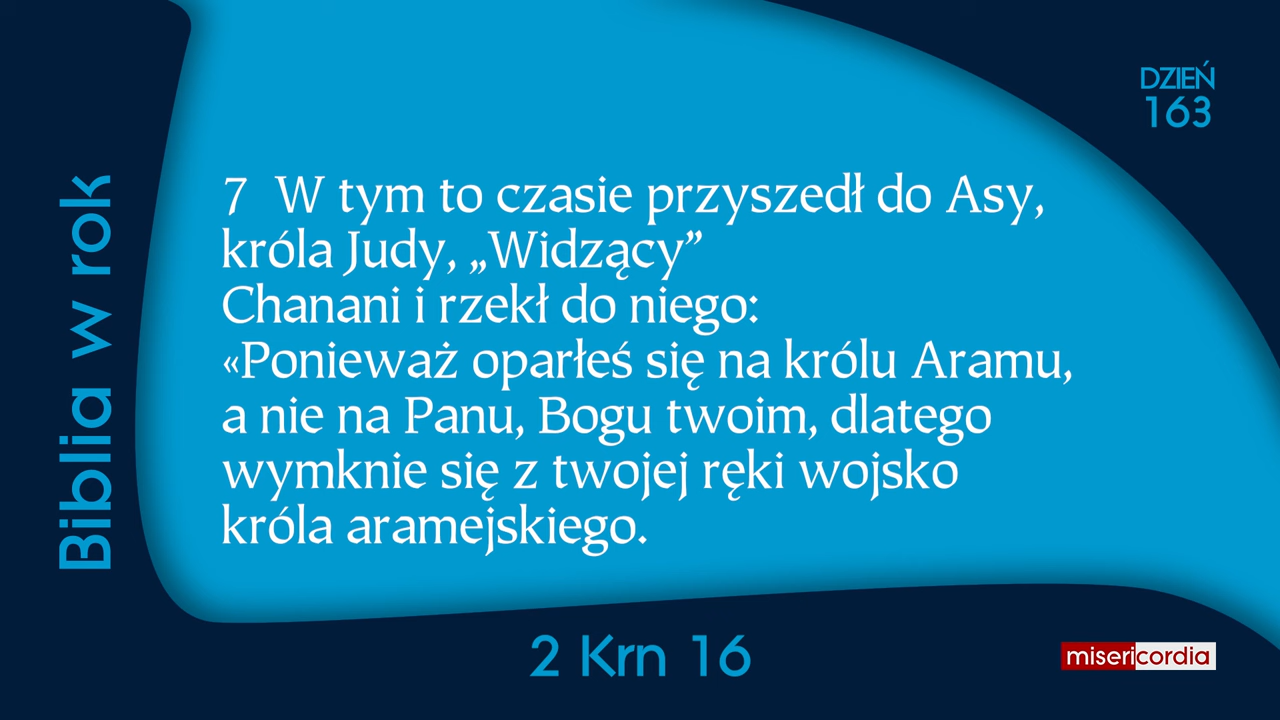 DZIEŃ
163
7 W tym to czasie przyszedł do Asy,
króla Judy, „Widzący”
Chanani i rzekł do niego:
«Ponieważ oparłeś się na królu Aramu,
a nie na Panu, Bogu twoim, dlatego
wymknie się z twojej ręki wojsko
króla aramejskiego.
Biblia w rok
2 Krn 16
misericordia